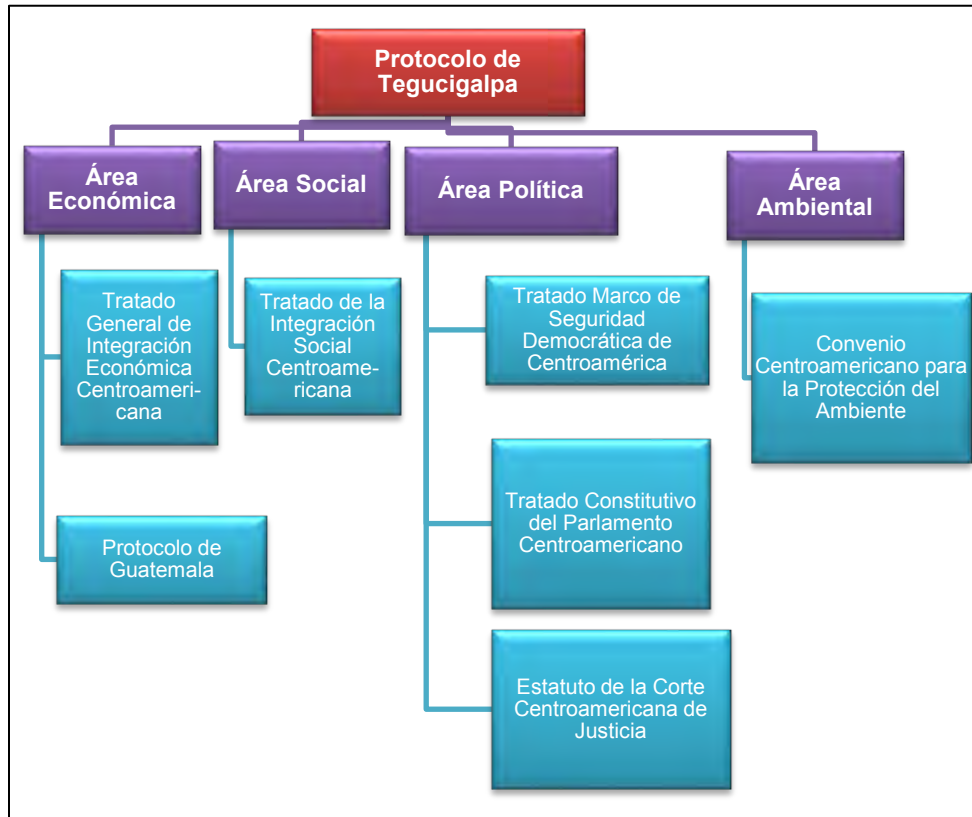 Protocolo de
Tegucigalpa
Área
Económica
Área Social
Área Política
Área
Ambiental
Tratado
General de
Integración
Económica
Centroameri-
cana
Protocolo de
Guatemala
Tratado de la
Integración
Social
Centroame-
ricana
Tratado Marco de
Seguridad
Democrática de
Centroamérica
Tratado Constitutivo
del Parlamento
Centroamericano
Estatuto de la Corte
Centroamericana de
Justicia
Convenio
Centroamericano para
la Protección del
Ambiente